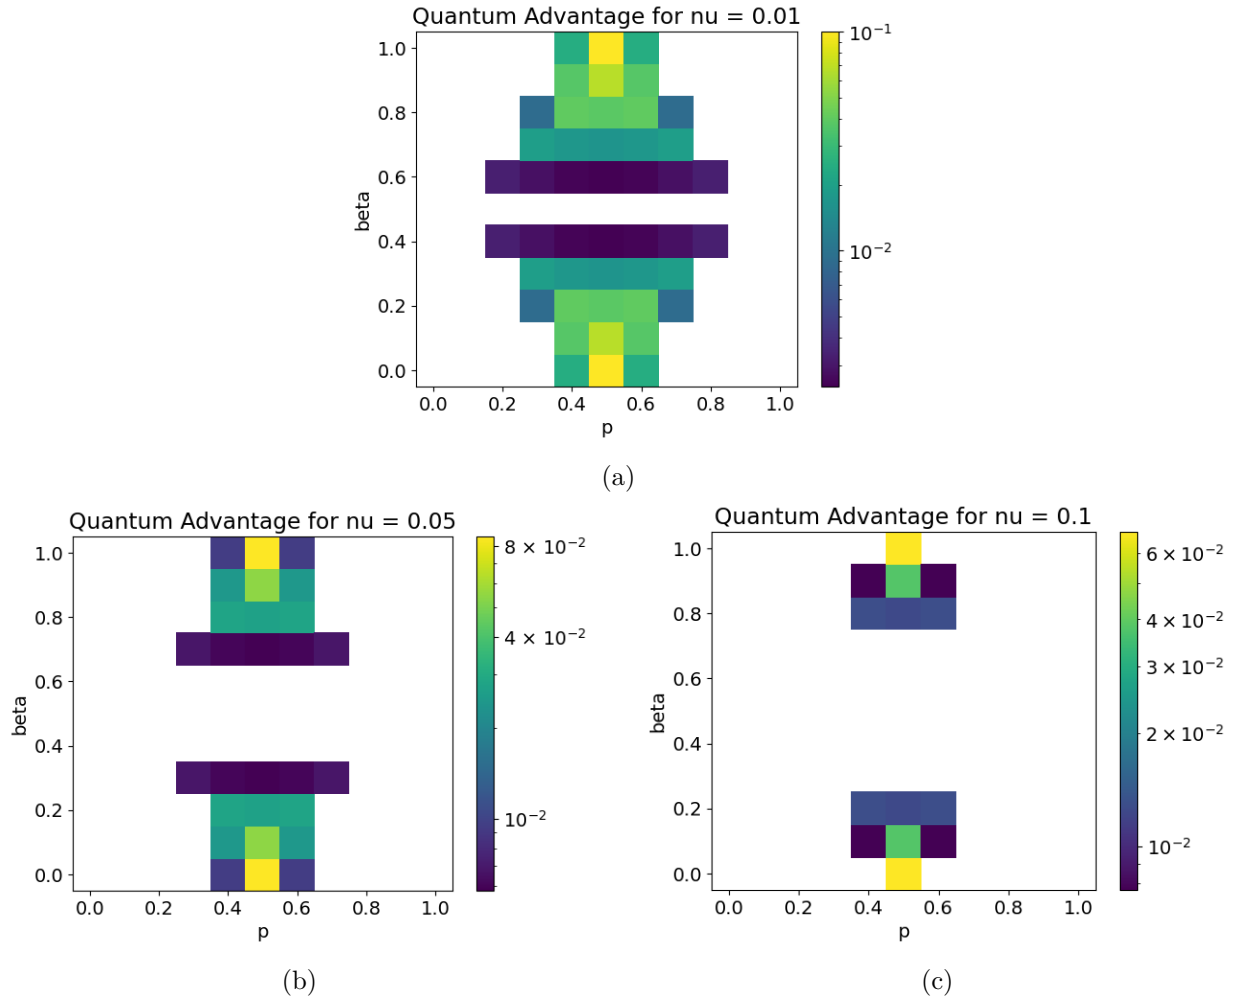 Quantum Advantage for nu = 0.01
1.0
0.8
0.6
0.4
0.2
0.0
beta
0.0 0.2 0.4 0.6 0.8 1.0
p
10⁻¹
10⁻²
(a)
Quantum Advantage for nu = 0.05
1.0
0.8
0.6
0.4
0.2
0.0
beta
0.0 0.2 0.4 0.6 0.8 1.0
p
8 × 10⁻²
4 × 10⁻²
10⁻²
(b)
Quantum Advantage for nu = 0.1
1.0
0.8
0.6
0.4
0.2
0.0
beta
0.0 0.2 0.4 0.6 0.8 1.0
p
6 × 10⁻²
4 × 10⁻²
3 × 10⁻²
2 × 10⁻²
10⁻²
(c)